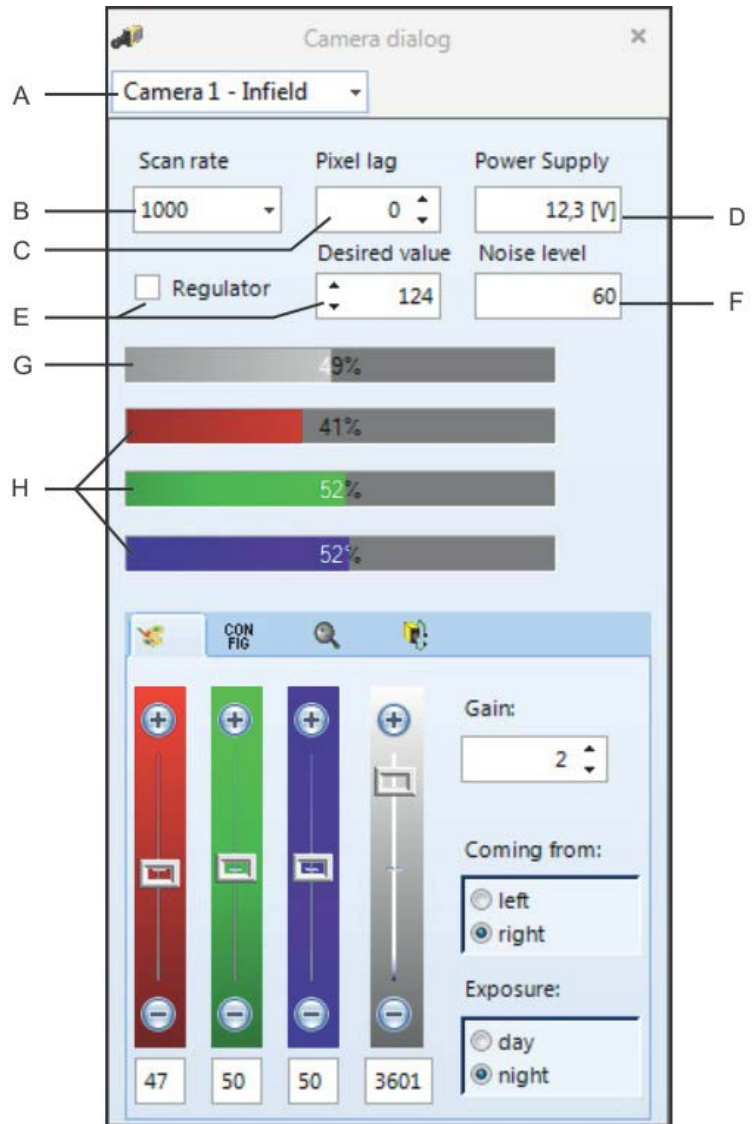 Camera dialog
A
Camera 1 - Infield
Scan rate Pixel lag Power Supply
B
1000 0 12,3 [V]
D
C
Desired value Noise level
Regulator 124 60
E
F
G
49%
41%
H
52%
52%
CON
FIG
Gain:
2
Coming from:
left
right
Exposure:
day
night
47 50 50 3601